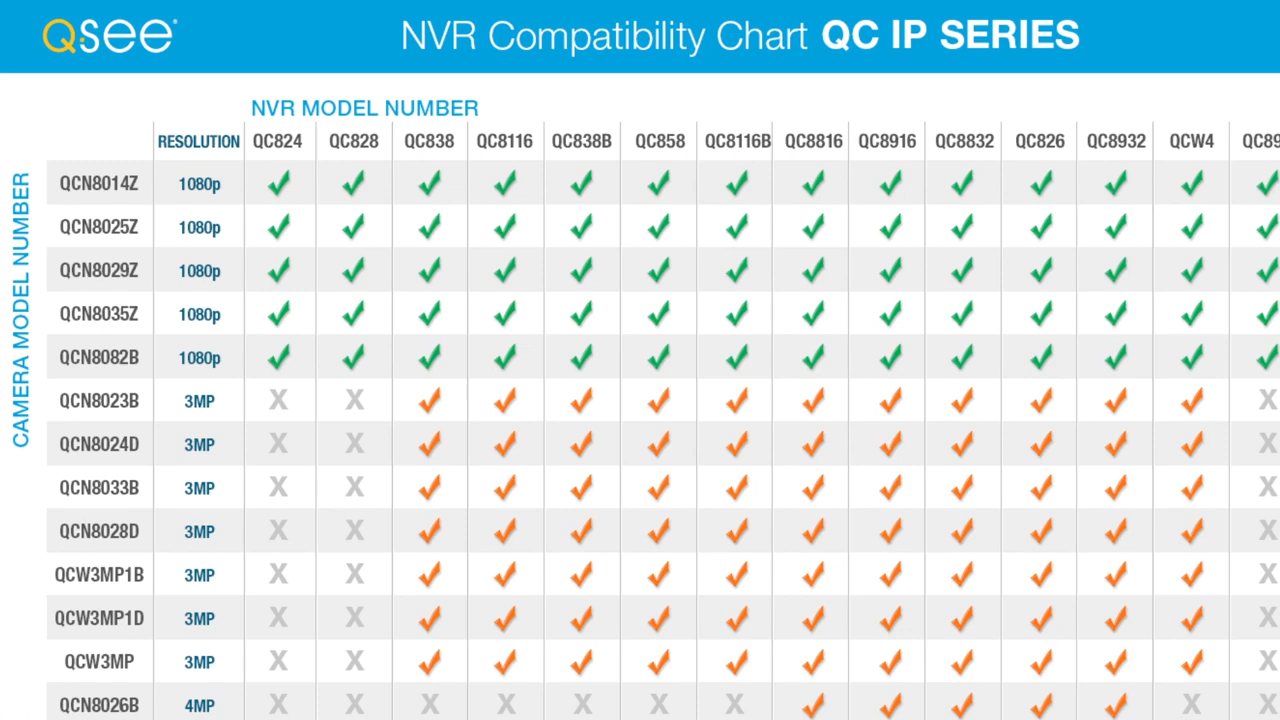 Q-See
NVR Compatibility Chart QC IP SERIES
NVR MODEL NUMBER
CAMERA MODEL NUMBER
RESOLUTION QC824 QC828 QC838 QC8116 QC838B QC858 QC8116B QC8816 QC8916 QC8832 QC826 QC8932 QCW4 QC89
QCN8014Z 1080p
QCN8025Z 1080p
QCN8029Z 1080p
QCN8035Z 1080p
QCN8082B 1080p
QCN8023B 3MP X X X
QCN8024D 3MP X X X
QCN8033B 3MP X X X
QCN8028D 3MP X X X
QCW3MP1B 3MP X X X
QCW3MP1D 3MP X X X
QCW3MP 3MP X X X
QCN8026B 4MP X X X X X X X X X